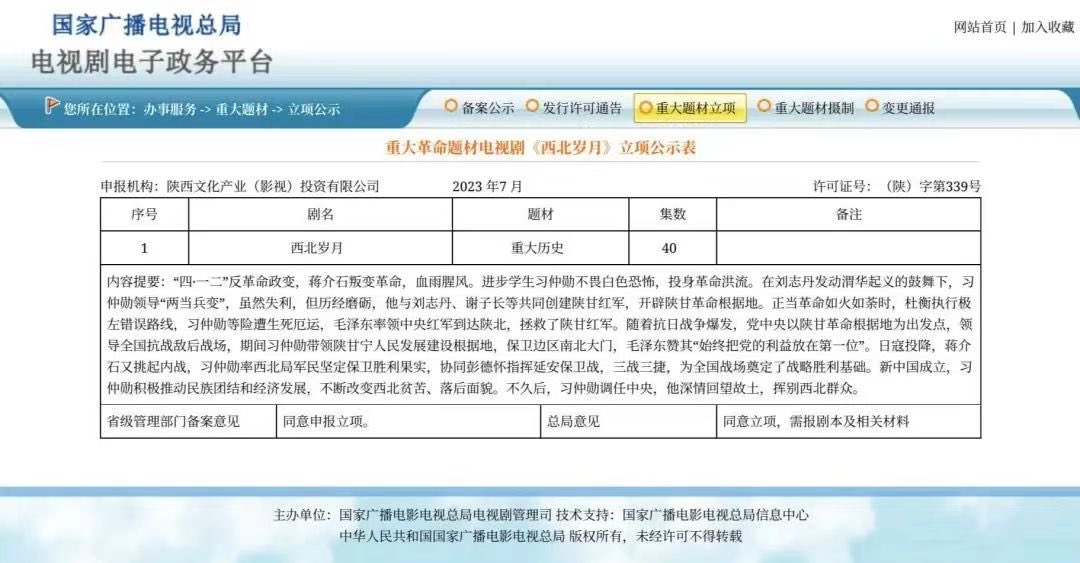 国家广播电视总局
网站首页 | 加入收藏
电视剧电子政务平台
您所在位置：办事服务 -> 重大题材 -> 立项公示
备案公示 发行许可通告 重大题材立项 重大题材摄制 变更通报
重大革命题材电视剧《西北岁月》立项公示表
申报机构：陕西文化产业（影视）投资有限公司 2023 年7 月 许可证号：（陕）字第339号
序号 剧名 题材 集数 备注
1 西北岁月 重大历史 40
内容提要：“四·一二”反革命政变，蒋介石叛变革命，血雨腥风。进步学生习仲勋不畏白色恐怖，投身革命洪流。在刘志丹发动渭华起义的鼓舞下，习
仲勋领导“两当兵变”，虽然失利，但历经磨砺，他与刘志丹、谢子长等共同创建陕甘红军，开辟陕甘革命根据地。正当革命如火如荼时，杜衡执行极
左错误路线，习仲勋等险遭生死厄运，毛泽东率领中央红军到达陕北，拯救了陕甘红军。随着抗日战争爆发，党中央以陕甘革命根据地为出发点，领
导全国抗战敌后战场，期间习仲勋带领陕甘宁人民发展建设根据地，保卫边区南北大门，毛泽东赞其“始终把党的利益放在第一位”。日寇投降，蒋介
石又挑起内战，习仲勋率西北局军民坚定保卫胜利果实，协同彭德怀指挥延安保卫战，三战三捷，为全国战场奠定了战略胜利基础。新中国成立，习
仲勋积极推动民族团结和经济发展，不断改变西北贫苦、落后面貌。不久后，习仲勋调任中央，他深情回望故土，挥别西北群众。
省级管理部门备案意见 同意申报立项。 总局意见 同意立项，需报剧本及相关材料
主办单位：国家广播电影电视总局电视剧管理司 技术支持：国家广播电影电视总局信息中心
中华人民共和国国家广播电影电视总局 版权所有，未经许可不得转载